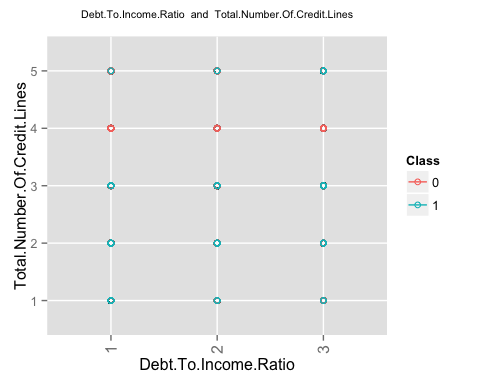 Debt.To.Income.Ratio and Total.Number.Of.Credit.Lines
Total.Number.Of.Credit.Lines
5
4
3
2
1
1
2
3
Debt.To.Income.Ratio
Class
0
1